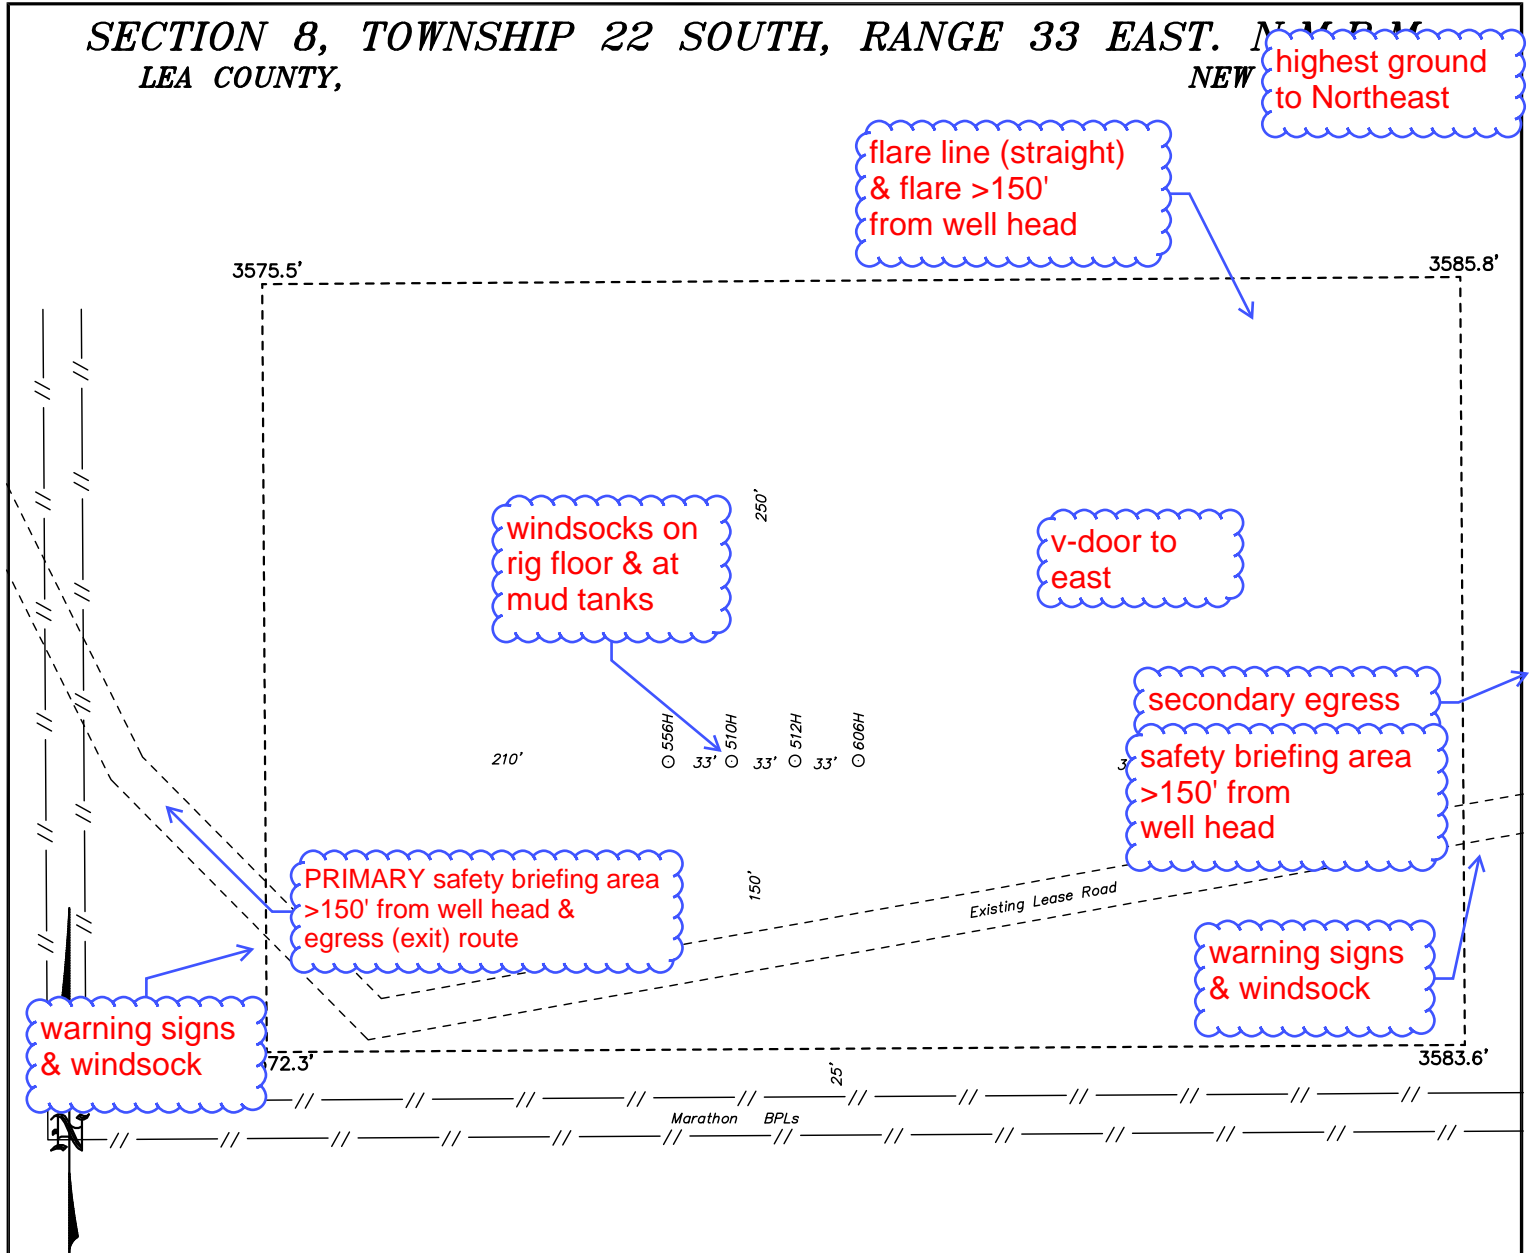 SECTION 8, TOWNSHIP 22 SOUTH, RANGE 33 EAST. N.M.P.M.
LEA COUNTY,
NEW
highest ground
to Northeast
flare line (straight)
& flare >150'
from well head
3575.5'
3585.8'
250'
windsocks on
rig floor & at
mud tanks
v-door to
east
secondary egress
safety briefing area
>150' from
well head
556H
510H
512H
606H
210'
33'
33'
33'
3
PRIMARY safety briefing area
>150' from well head &
egress (exit) route
150'
Existing Lease Road
warning signs
& windsock
warning signs
& windsock
72.3'
3583.6'
25'
Marathon BPLs
N